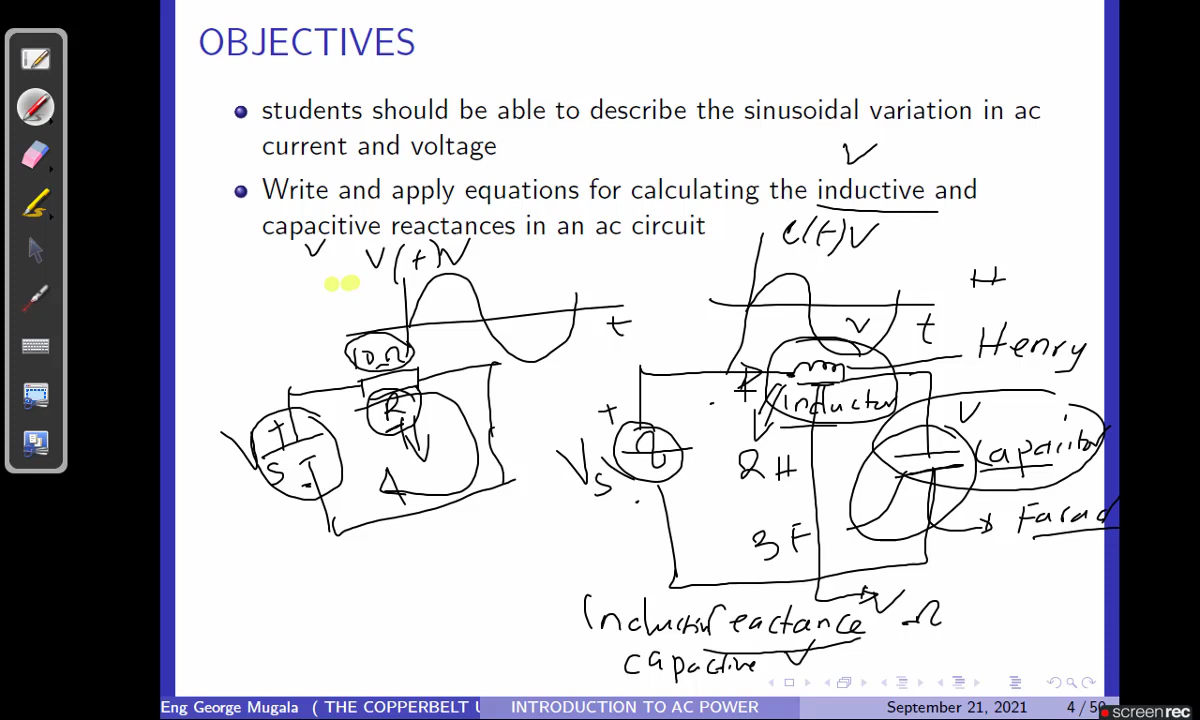 OBJECTIVES
students should be able to describe the sinusoidal variation in ac
current and voltage
Write and apply equations for calculating the inductive and
capacitive reactances in an ac circuit
V(t)V
t
10Ω
R
V
S
i(t)V
t
H
Henry
inductor
+
Vs
2H
capacitor
Farad
3F
Inductive reactance Ω
capactive
Eng George Mugala ( THE COPPERBELT U
INTRODUCTION TO AC POWER
September 21, 2021
4 / 50
screenrec